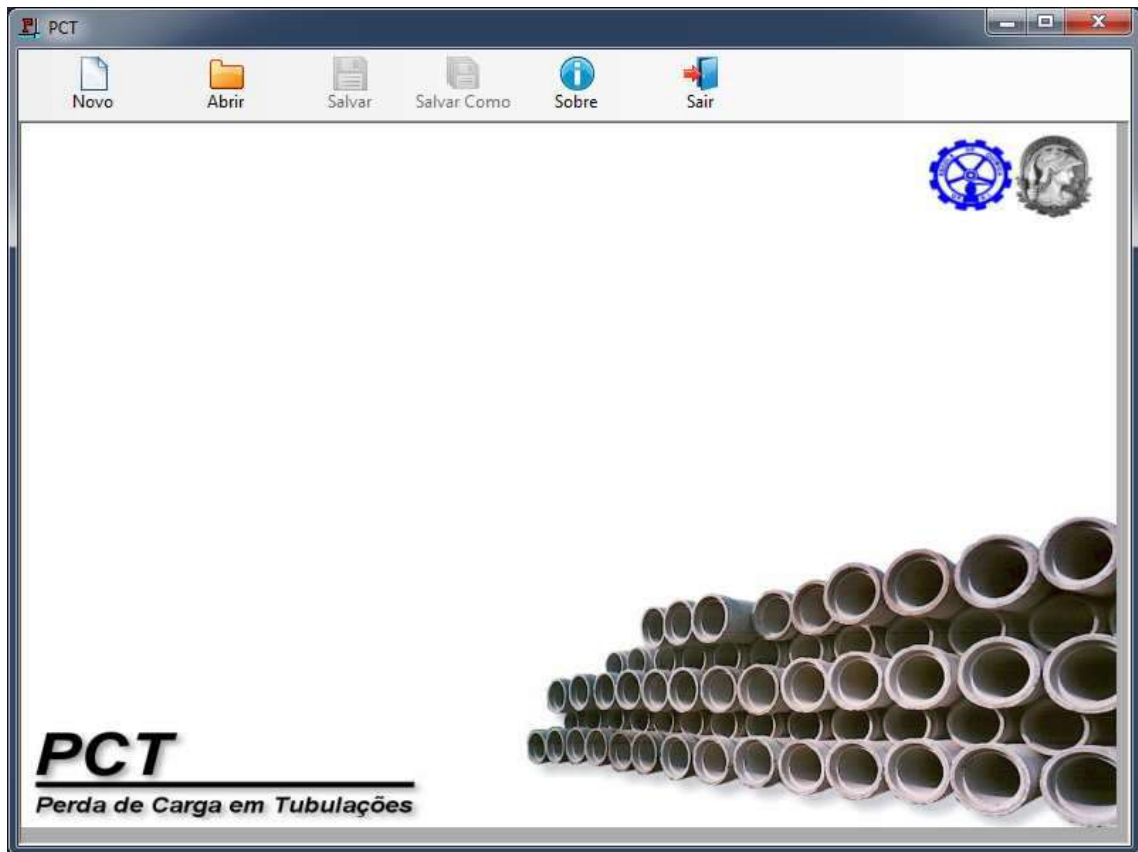 PCT
Novo Abrir Salvar Salvar Como Sobre Sair
PCT
Perda de Carga em Tubulações